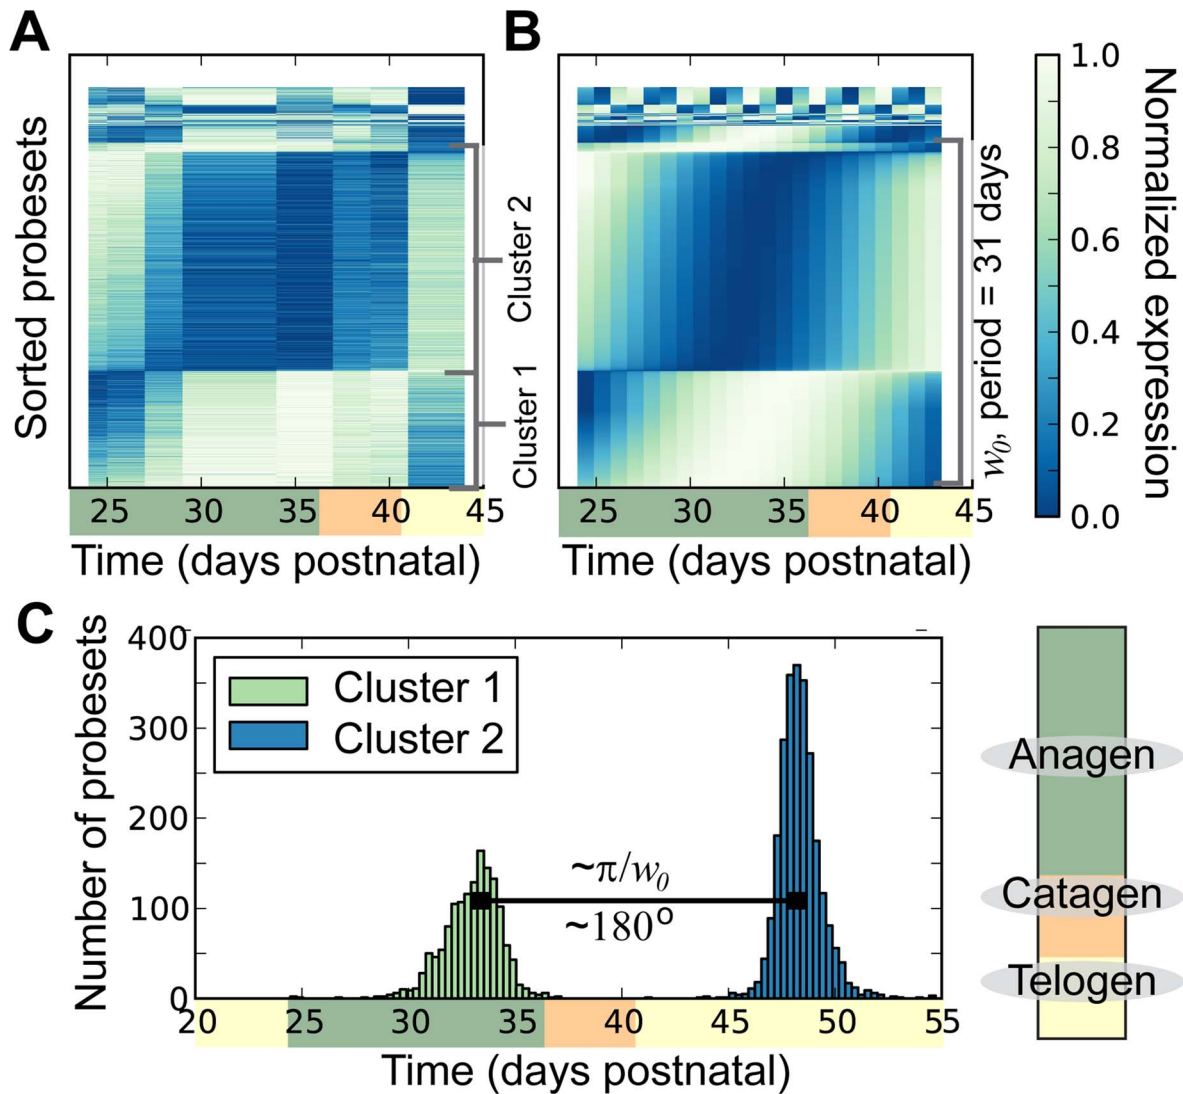 A
B
Sorted probesets
Cluster 2
Cluster 1
25 30 35 40 45
Time (days postnatal)
w0, period = 31 days
25 30 35 40 45
Time (days postnatal)
1.0
0.8
0.6
0.4
0.2
0.0
Normalized expression
C
Number of probesets
400
300
200
100
0
Cluster 1
Cluster 2
~π/w0
~180°
20 25 30 35 40 45 50 55
Time (days postnatal)
Anagen
Catagen
Telogen